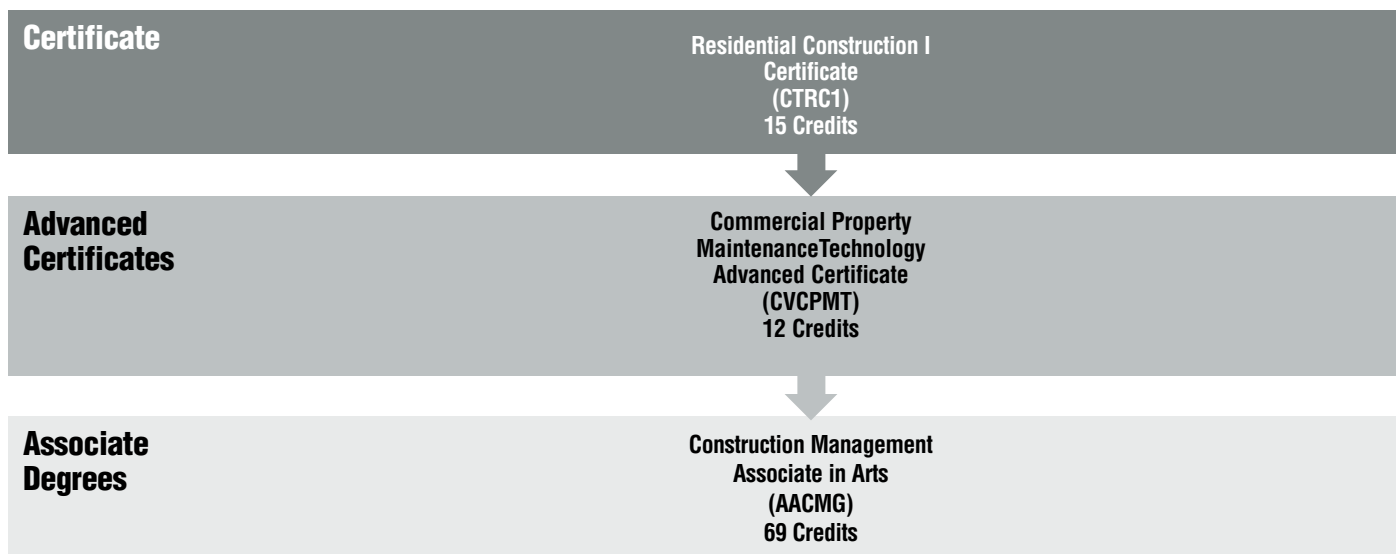 Certificate
Residential Construction I
Certificate
(CTRC1)
15 Credits
Advanced
Certificates
Commercial Property
MaintenanceTechnology
Advanced Certificate
(CVCPMT)
12 Credits
Associate
Degrees
Construction Management
Associate in Arts
(AACMG)
69 Credits